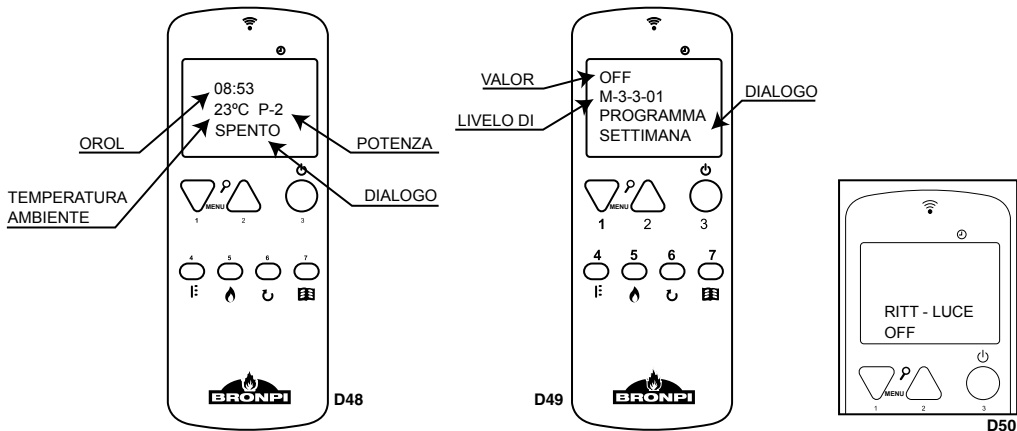 08:53
23ºC P-2
SPENTO
OROL
TEMPERATURA
AMBIENTE
POTENZA
DIALOGO
MENU
1 2 3
4 5 6 7
BRONPI
D48
OFF
M-3-3-01
PROGRAMMA
SETTIMANA
VALOR
LIVELO DI
DIALOGO
MENU
1 2 3
4 5 6 7
BRONPI
D49
RITT - LUCE
OFF
MENU
1 2 3
D50